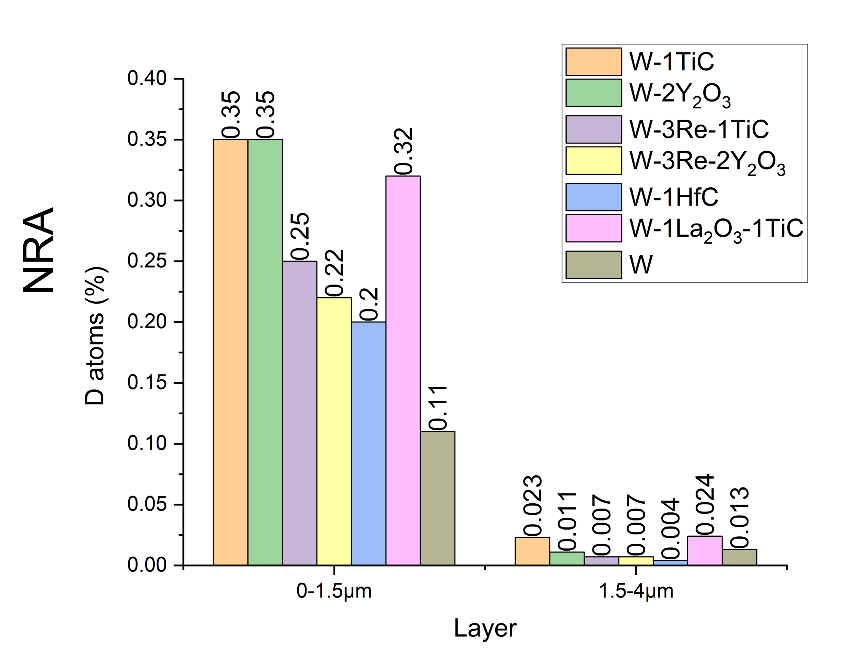 NRA
D atoms (%)
0.40
0.35
0.30
0.25
0.20
0.15
0.10
0.05
0.00
0.35
0.35
0.25
0.22
0.2
0.32
0.11
0.023
0.011
0.007
0.007
0.004
0.024
0.013
0-1.5μm
1.5-4μm
Layer
W-1TiC
W-2Y₂O₃
W-3Re-1TiC
W-3Re-2Y₂O₃
W-1HfC
W-1La₂O₃-1TiC
W